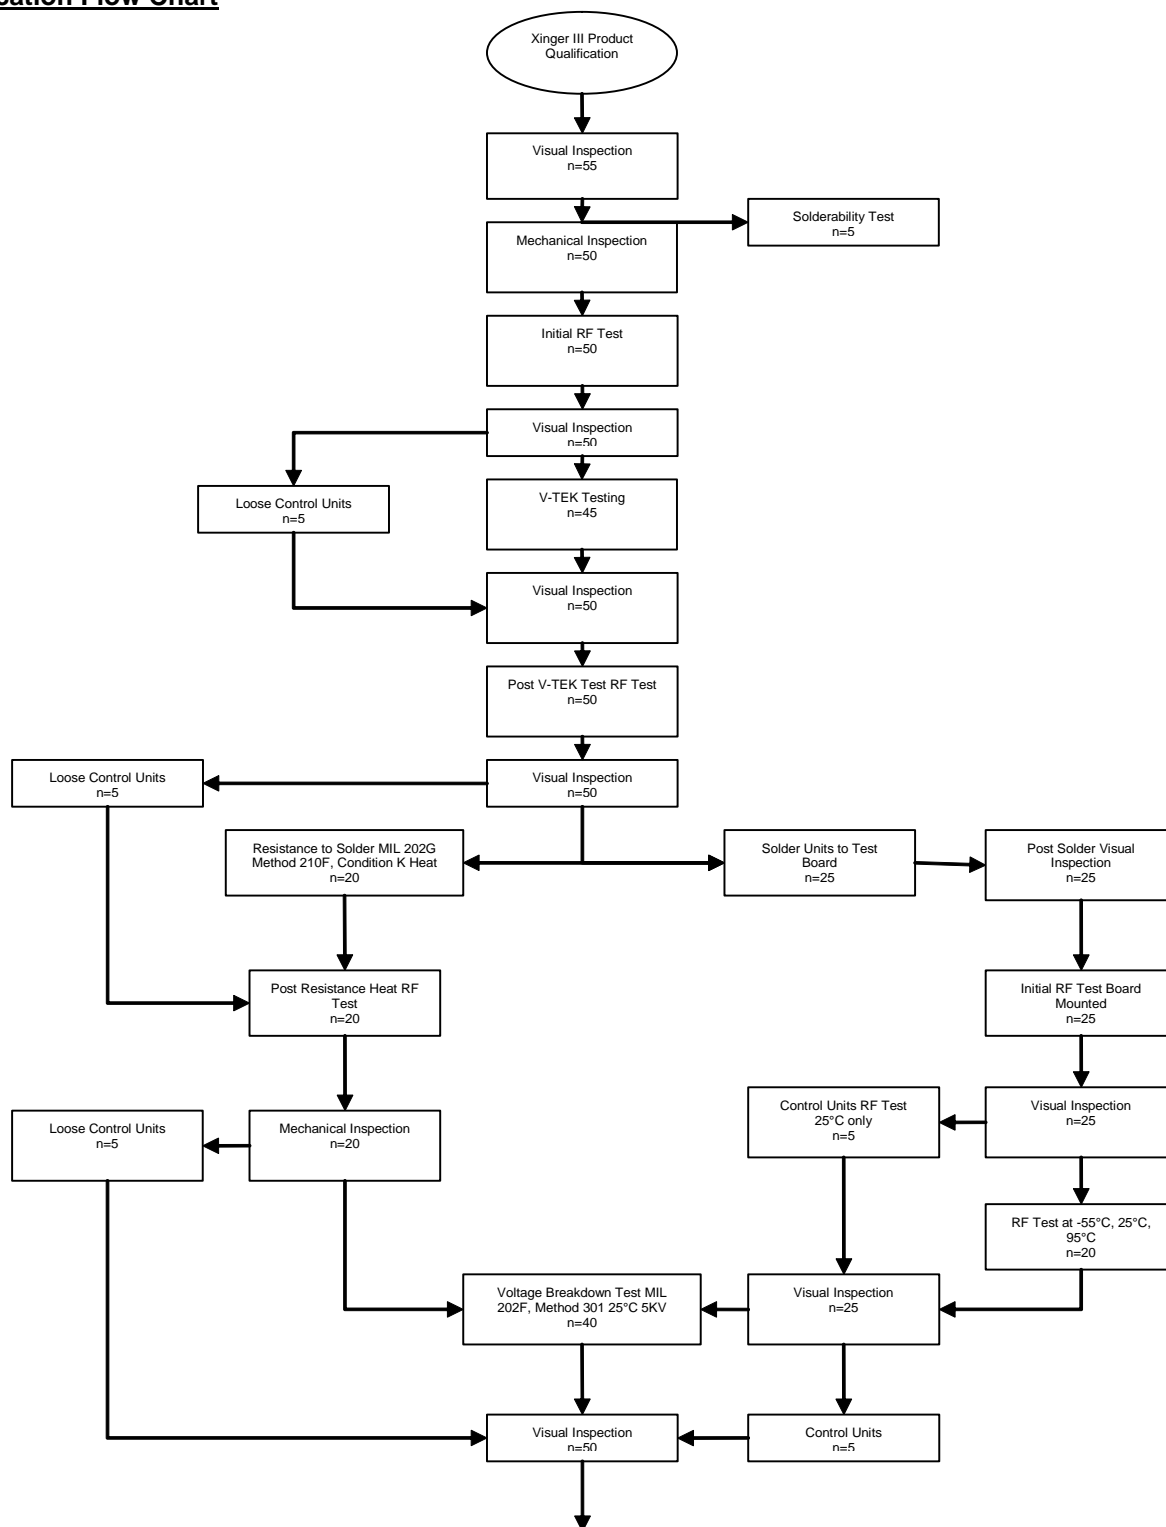 Xinger III Product
Qualification
Visual Inspection
n=55
Solderability Test
n=5
Mechanical Inspection
n=50
Initial RF Test
n=50
Visual Inspection
n=50
Loose Control Units
n=5
V-TEK Testing
n=45
Visual Inspection
n=50
Post V-TEK Test RF Test
n=50
Loose Control Units
n=5
Visual Inspection
n=50
Resistance to Solder MIL 202G
Method 210F, Condition K Heat
n=20
Solder Units to Test
Board
n=25
Post Solder Visual
Inspection
n=25
Post Resistance Heat RF
Test
n=20
Initial RF Test Board
Mounted
n=25
Loose Control Units
n=5
Mechanical Inspection
n=20
Control Units RF Test
25°C only
n=5
Visual Inspection
n=25
RF Test at -55°C, 25°C,
95°C
n=20
Voltage Breakdown Test MIL
202F, Method 301 25°C 5KV
n=40
Visual Inspection
n=25
Visual Inspection
n=50
Control Units
n=5